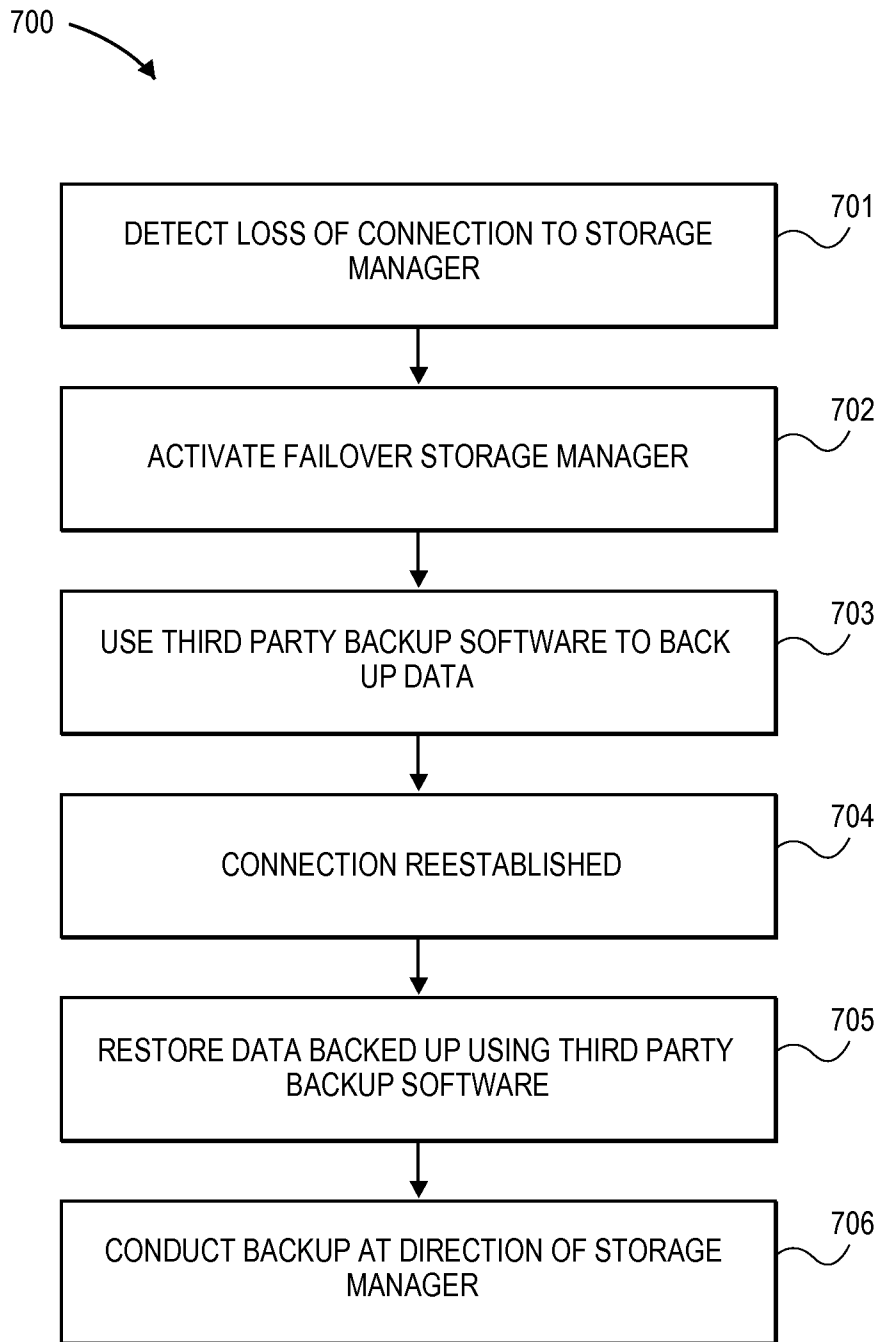 700
701
DETECT LOSS OF CONNECTION TO STORAGE
MANAGER
702
ACTIVATE FAILOVER STORAGE MANAGER
703
USE THIRD PARTY BACKUP SOFTWARE TO BACK
UP DATA
704
CONNECTION REESTABLISHED
705
RESTORE DATA BACKED UP USING THIRD PARTY
BACKUP SOFTWARE
706
CONDUCT BACKUP AT DIRECTION OF STORAGE
MANAGER